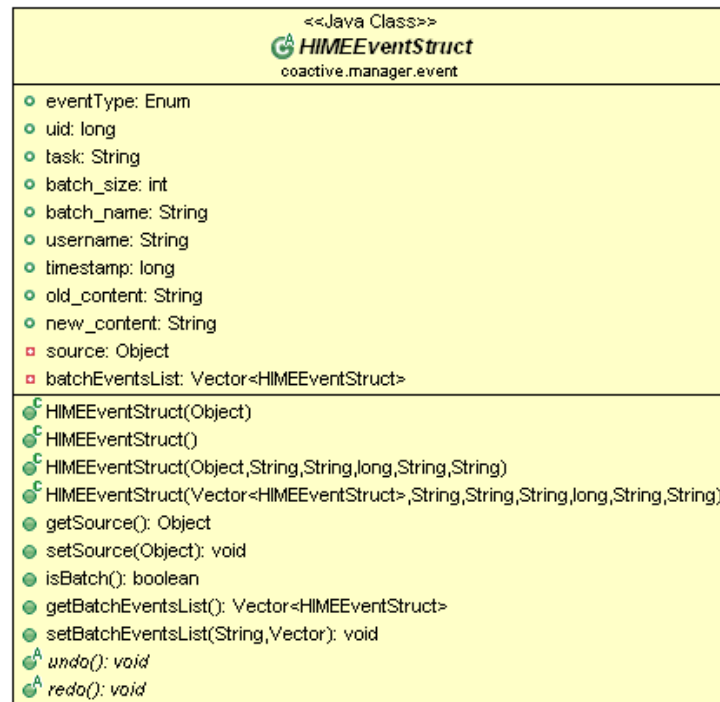 <<Java Class>>
HIMEEventStruct
coactive.manager.event
eventType: Enum
uid: long
task: String
batch_size: int
batch_name: String
username: String
timestamp: long
old_content: String
new_content: String
source: Object
batchEventsList: Vector<HIMEEventStruct>
HIMEEventStruct(Object)
HIMEEventStruct()
HIMEEventStruct(Object,String,String,long,String,String)
HIMEEventStruct(Vector<HIMEEventStruct>,String,String,String,long,String,String)
getSource(): Object
setSource(Object): void
isBatch(): boolean
getBatchEventsList(): Vector<HIMEEventStruct>
setBatchEventsList(String,Vector): void
undo(): void
redo(): void